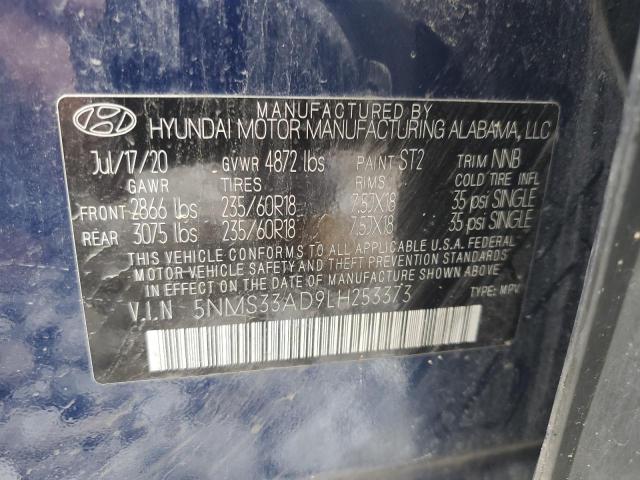 MANUFACTURED BY
HYUNDAI MOTOR MANUFACTURING ALABAMA, LLC
Jul/17/20 GVWR 4872 lbs PAINT ST2 TRIM NNB
GAWR TIRES RIMS COLD TIRE INFL
FRONT 2866 lbs 235/60R18 7.5JX18 35 psi SINGLE
REAR 3075 lbs 235/60R18 7.5JX18 35 psi SINGLE
THIS VEHICLE CONFORMS TO ALL APPLICABLE U.S.A. FEDERAL
MOTOR VEHICLE SAFETY AND THEFT PREVENTION STANDARDS
IN EFFECT ON THE DATE OF MANUFACTURE SHOWN ABOVE.
V.I.N 5NMS33AD9LH253373 TYPE: MPV